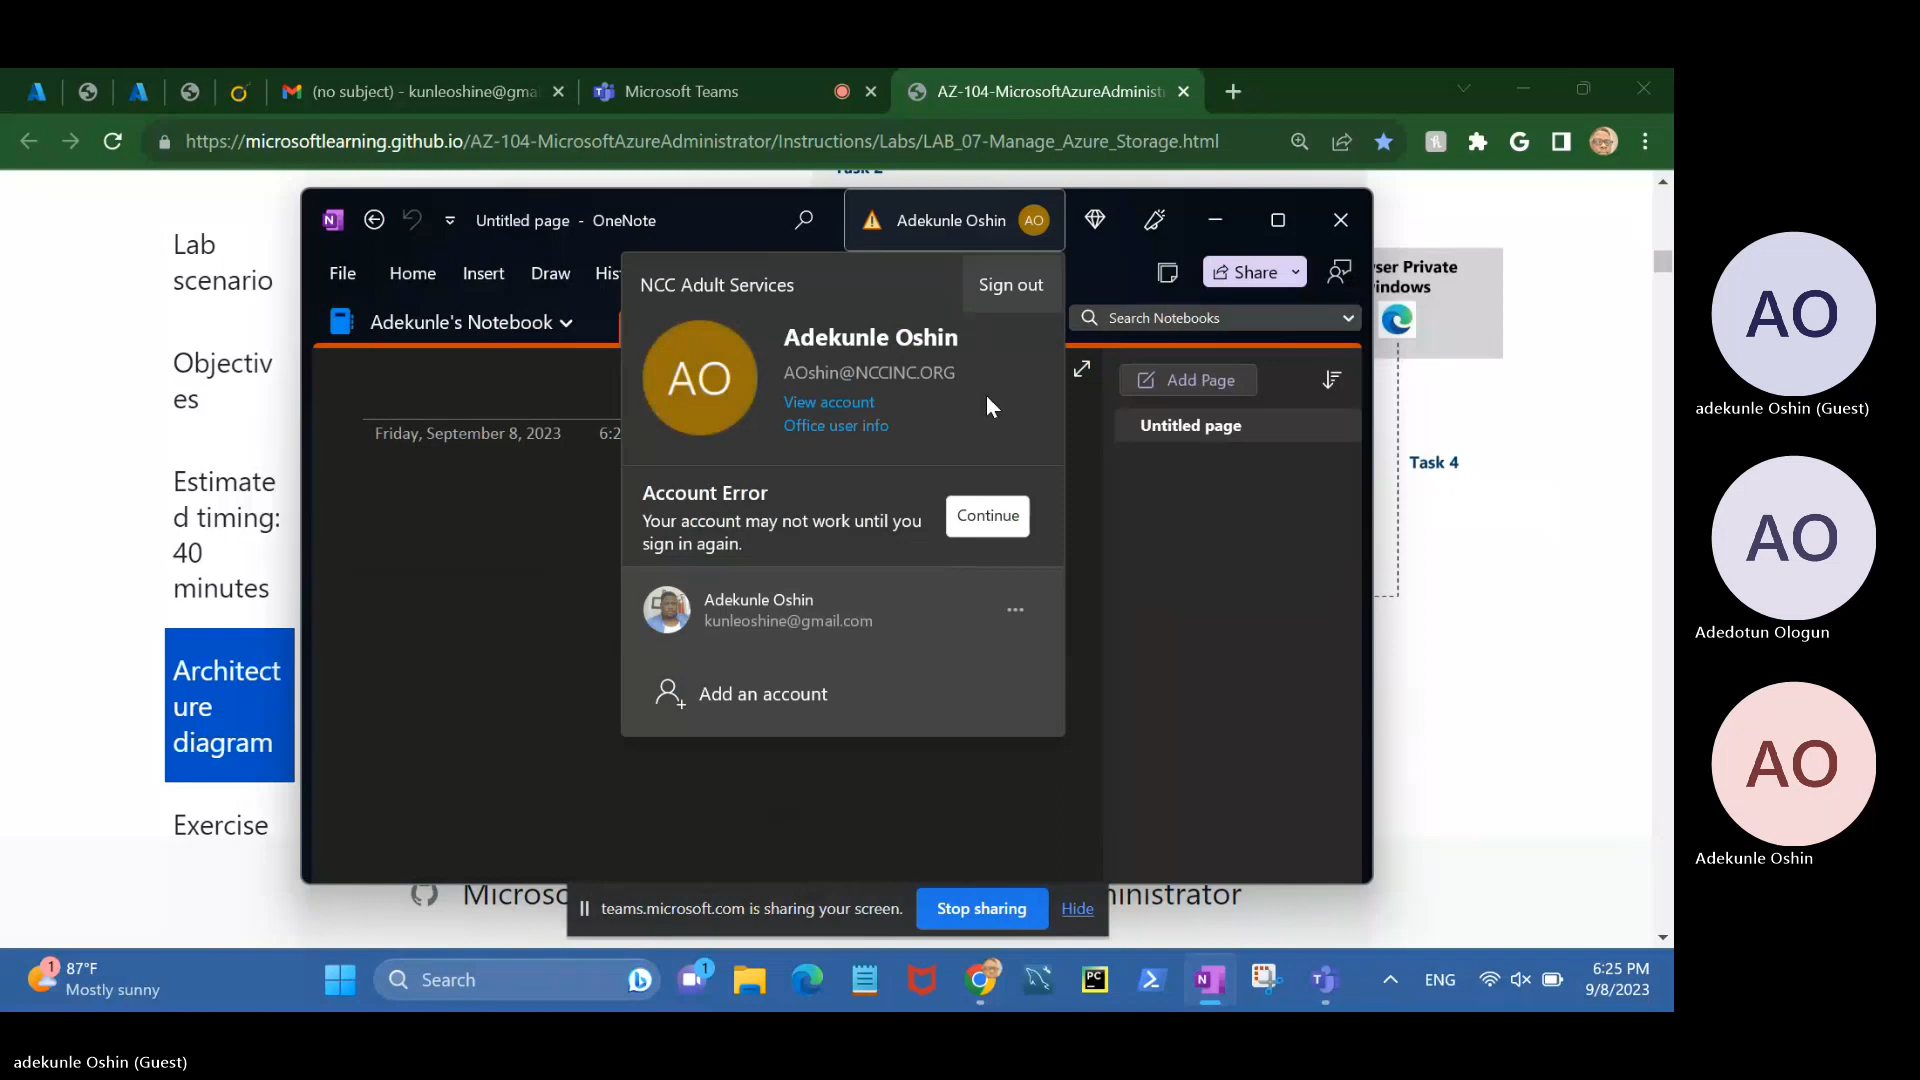 (no subject) - kunleoshine@gma
Microsoft Teams
AZ-104-MicrosoftAzureAdminist
https://microsoftlearning.github.io/AZ-104-MicrosoftAzureAdministrator/Instructions/Labs/LAB_07-Manage_Azure_Storage.html
Lab
scenario
Objectiv
es
Estimate
d timing:
40
minutes
Architect
ure
diagram
Exercise
Untitled page - OneNote
Adekunle Oshin AO
File Home Insert Draw His
Share
Adekunle's Notebook
Search Notebooks
NCC Adult Services
Sign out
AO
Adekunle Oshin
AOshin@NCCINC.ORG
View account
Office user info
Friday, September 8, 2023 6:2
Add Page
Untitled page
Account Error
Your account may not work until you
sign in again.
Continue
Adekunle Oshin
kunleoshine@gmail.com
Add an account
ser Private
indows
Task 4
Microso
inistrator
teams.microsoft.com is sharing your screen.
Stop sharing
Hide
1
87°F
Mostly sunny
Search
1
PC
ENG
6:25 PM
9/8/2023
AO
adekunle Oshin (Guest)
AO
Adedotun Ologun
AO
Adekunle Oshin
adekunle Oshin (Guest)